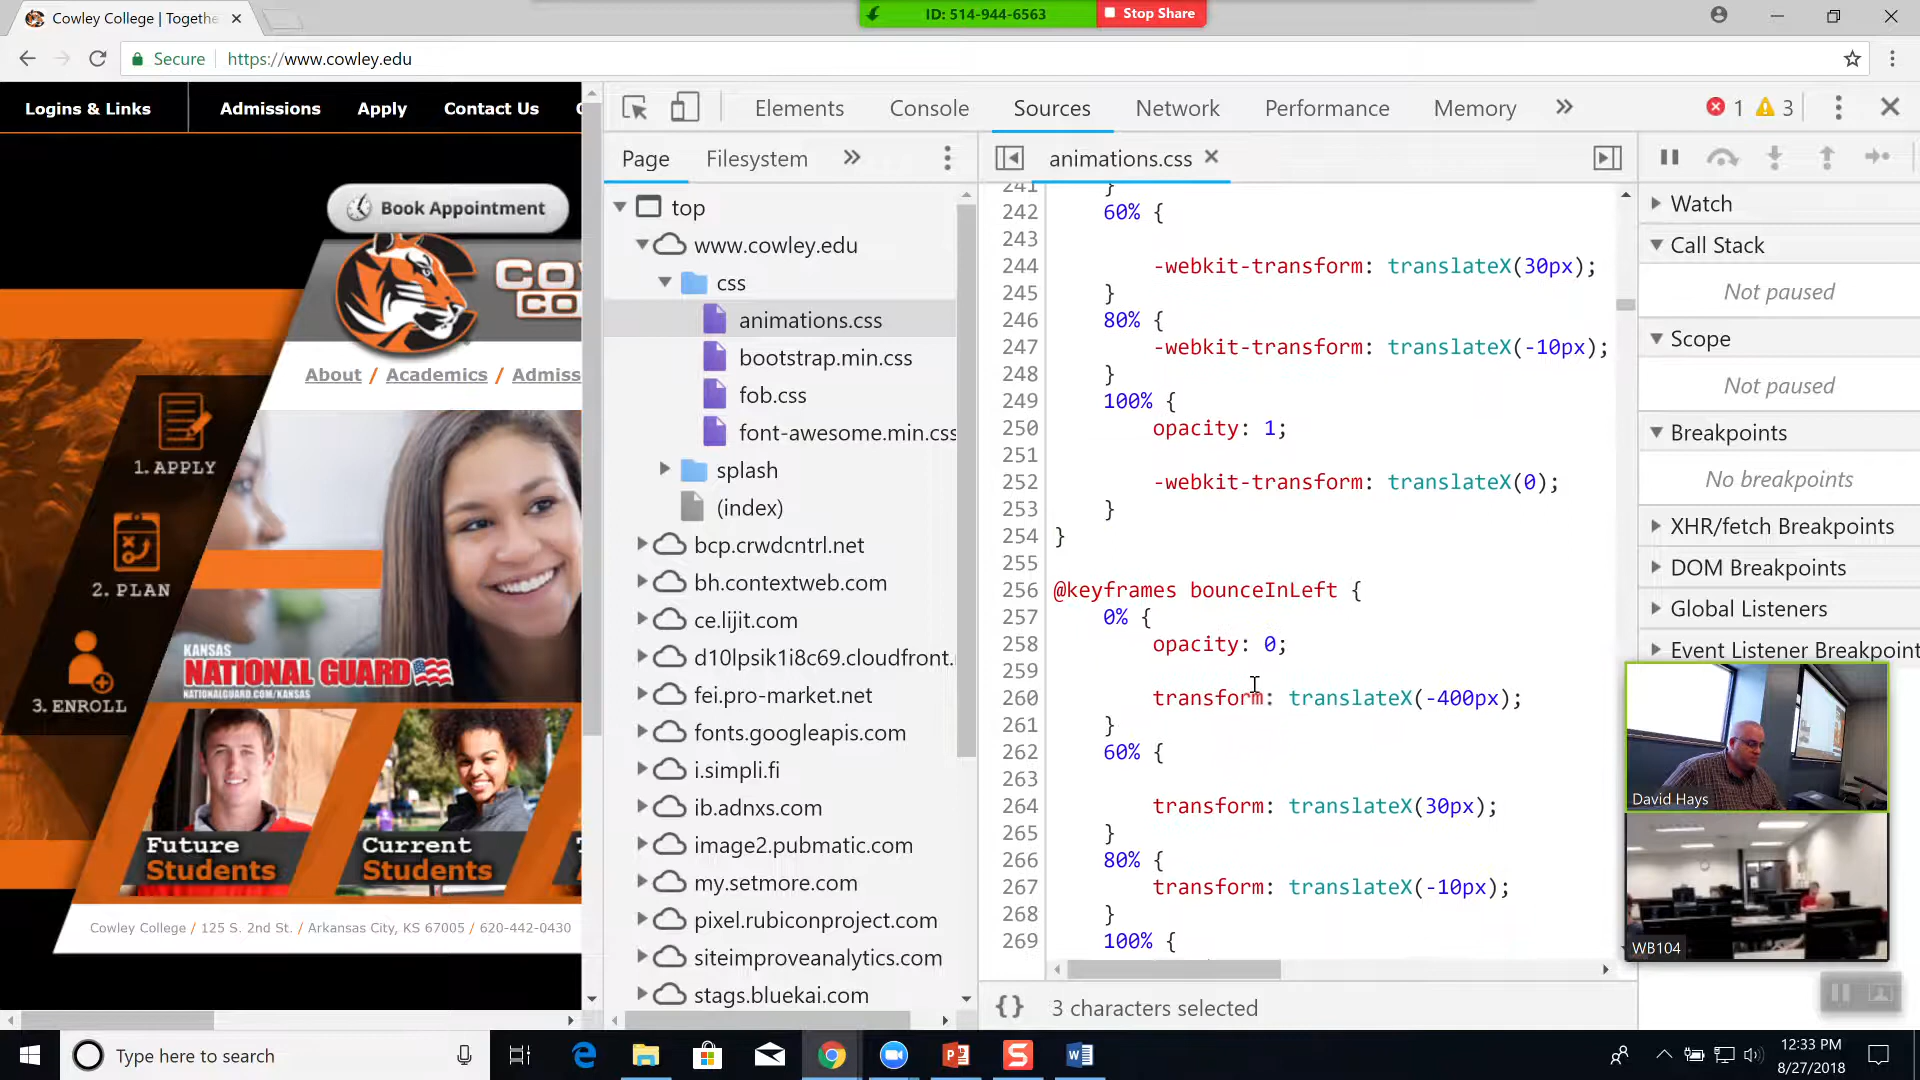 Cowley College | Togethe
ID: 514-944-6563
Stop Share
Secure
https://www.cowley.edu
Logins & Links
Admissions
Apply
Contact Us
Book Appointment
About / Academics / Admiss
1. APPLY
2. PLAN
3. ENROLL
KANSAS
NATIONAL GUARD
NATIONALGUARD.COM/KANSAS
Future
Students
Current
Students
Cowley College / 125 S. 2nd St. / Arkansas City, KS 67005 / 620-442-0430
Elements
Console
Sources
Network
Performance
Memory
1
3
Page
Filesystem
top
www.cowley.edu
css
animations.css
bootstrap.min.css
fob.css
font-awesome.min.css
splash
(index)
bcp.crwdcntrl.net
bh.contextweb.com
ce.lijit.com
d10lpsik1i8c69.cloudfront.
fei.pro-market.net
fonts.googleapis.com
i.simpli.fi
ib.adnxs.com
image2.pubmatic.com
my.setmore.com
pixel.rubiconproject.com
siteimproveanalytics.com
stags.bluekai.com
animations.css
241 }
242 60% {
243
244 -webkit-transform: translateX(30px);
245 }
246 80% {
247 -webkit-transform: translateX(-10px);
248 }
249 100% {
250 opacity: 1;
251
252 -webkit-transform: translateX(0);
253 }
254 }
255
256 @keyframes bounceInLeft {
257 0% {
258 opacity: 0;
259
260 transform: translateX(-400px);
261 }
262 60% {
263
264 transform: translateX(30px);
265 }
266 80% {
267 transform: translateX(-10px);
268 }
269 100% {
{} 3 characters selected
Watch
Call Stack
Not paused
Scope
Not paused
Breakpoints
No breakpoints
XHR/fetch Breakpoints
DOM Breakpoints
Global Listeners
Event Listener Breakpoint
David Hays
WB104
Type here to search
12:33 PM
8/27/2018